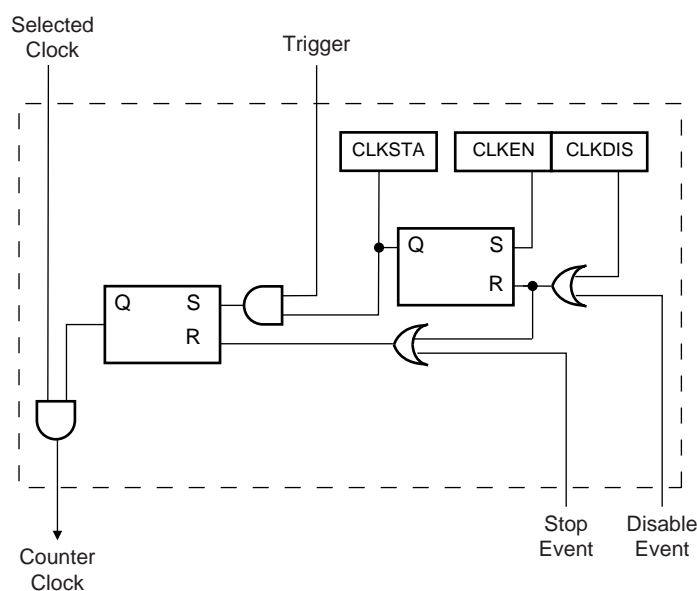 Selected
Clock
Trigger
CLKSTA
CLKEN
CLKDIS
Q
S
R
Q
S
R
Stop
Event
Disable
Event
Counter
Clock